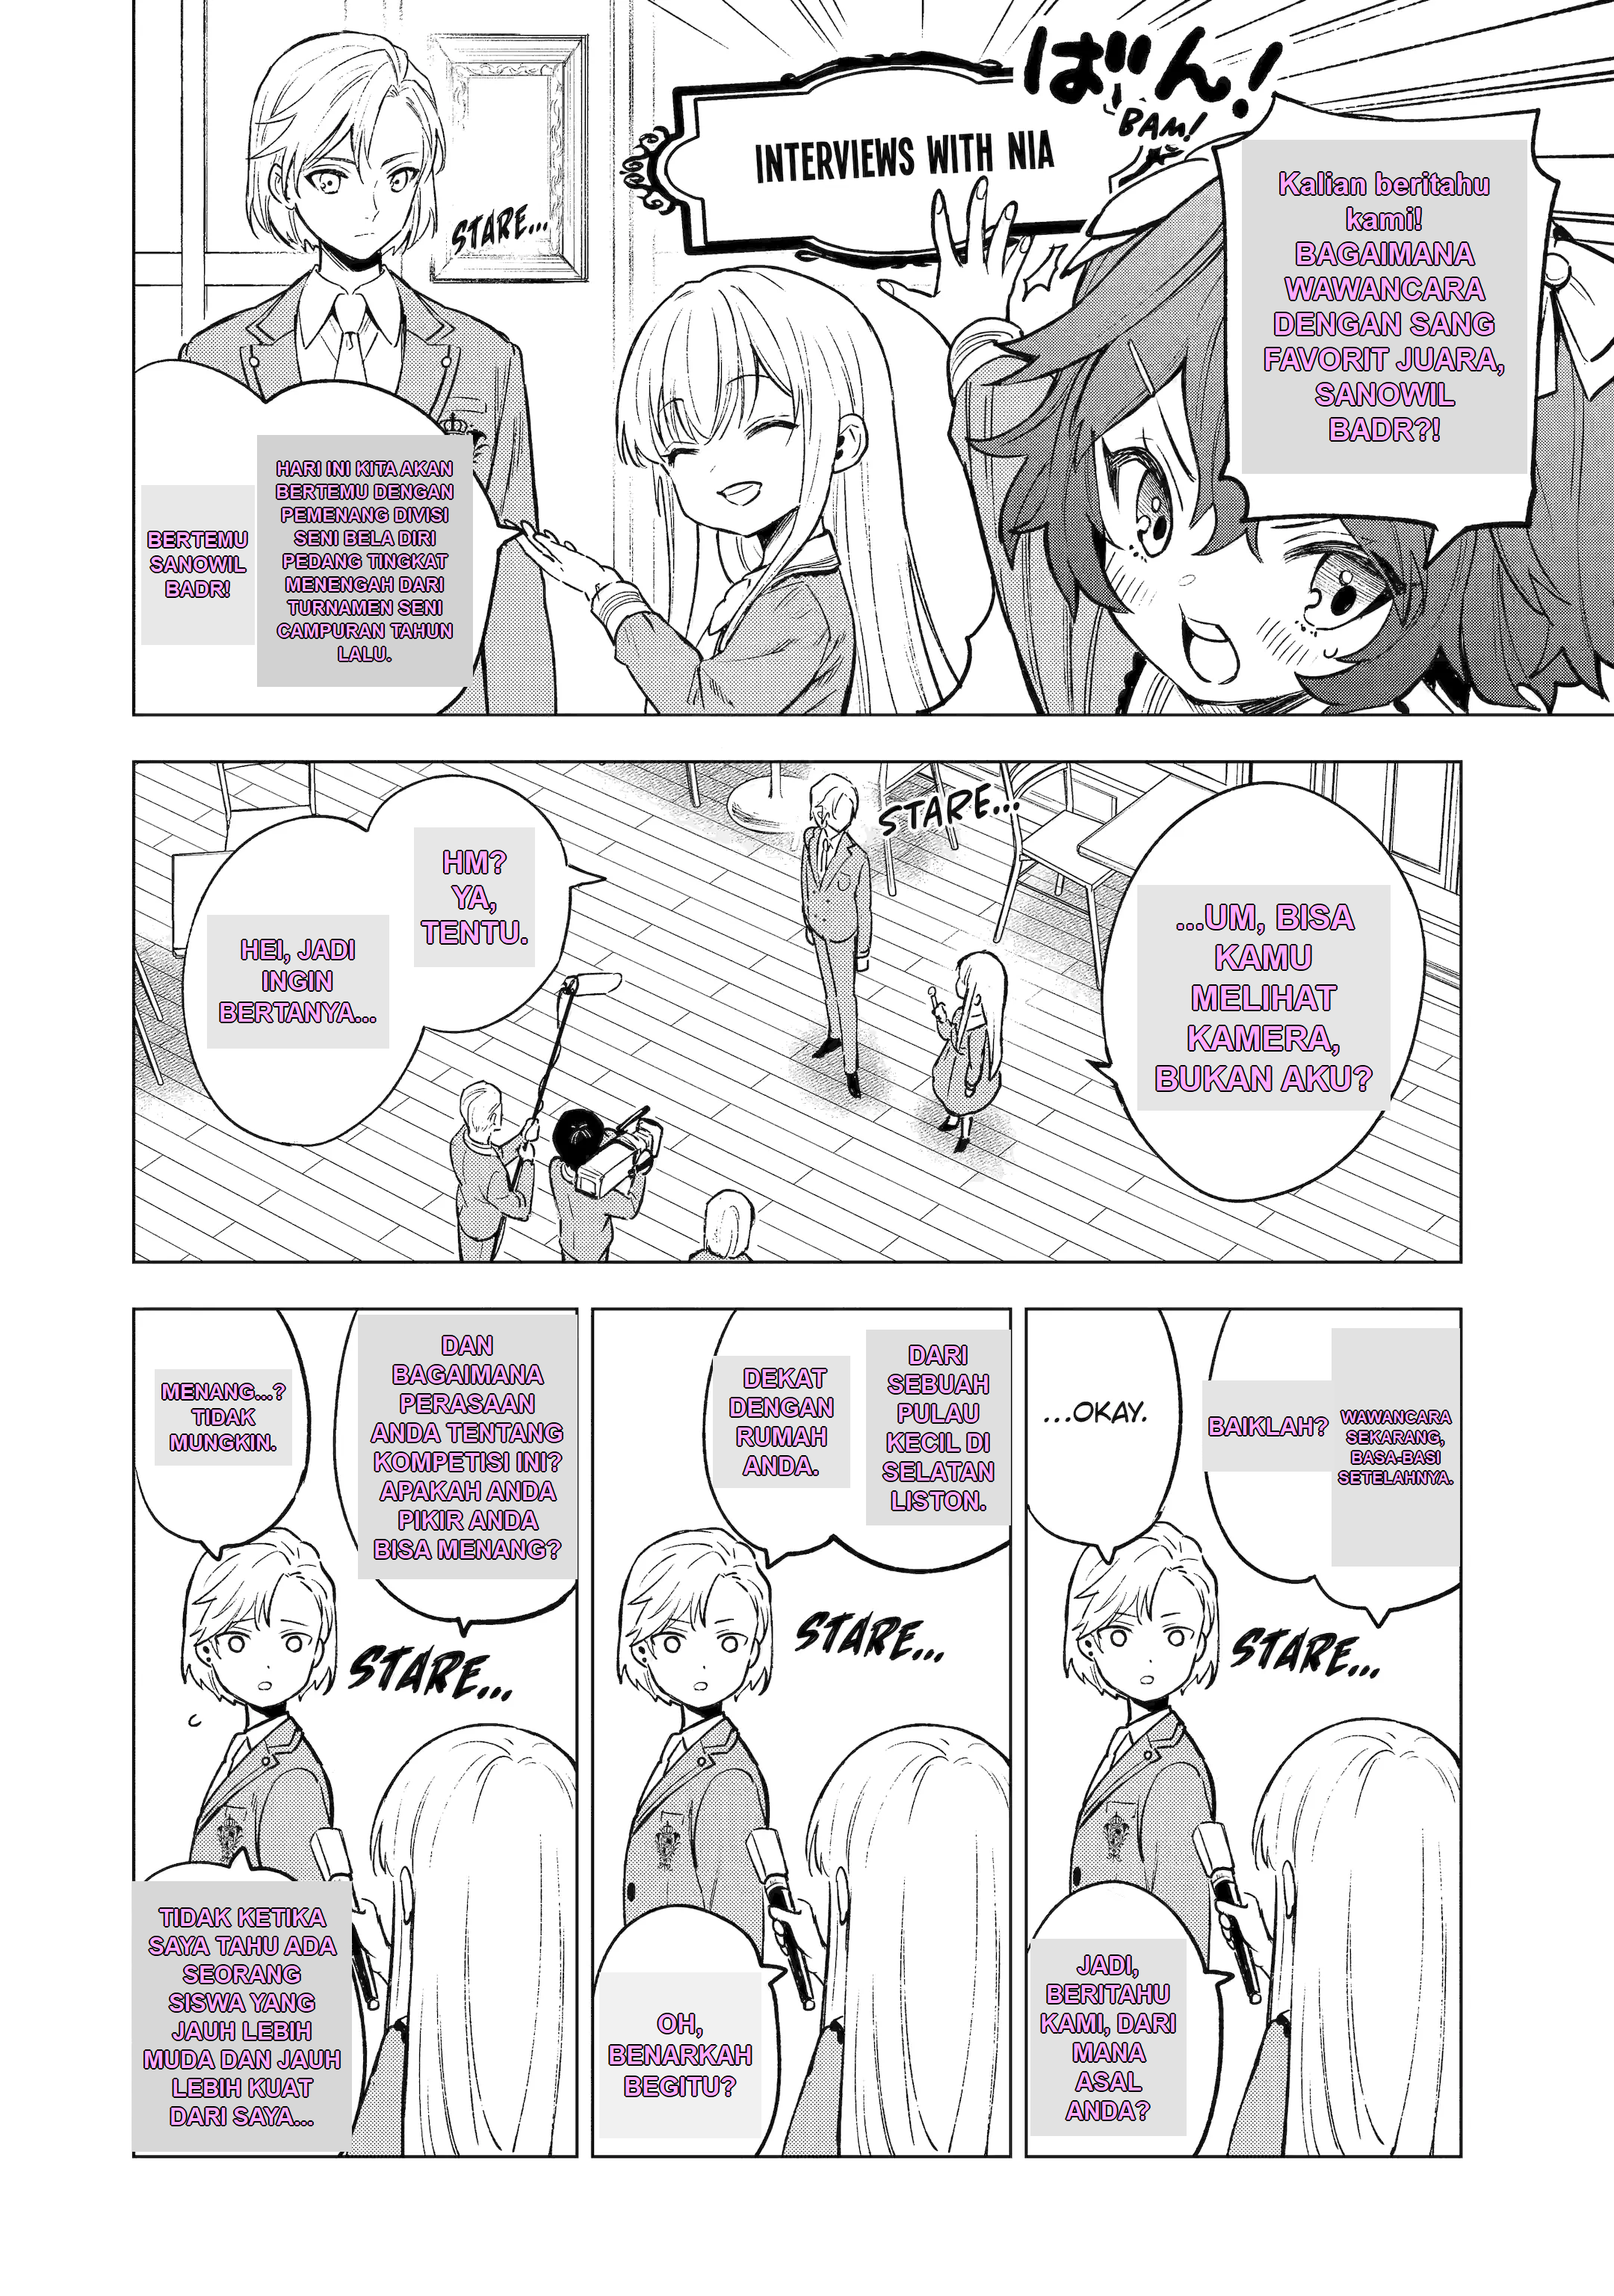 ばん!
BAM!
INTERVIEWS WITH NIA
Kalian beritahu
kami!
BAGAIMANA
WAWANCARA
DENGAN SANG
FAVORIT JUARA,
SANOWIL
BADR?!
STARE...
HARI INI KITA AKAN
BERTEMU DENGAN
PEMENANG DIVISI
SENI BELA DIRI
PEDANG TINGKAT
MENENGAH DARI
TURNAMEN SENI
CAMPURAN TAHUN
LALU.
BERTEMU
SANOWIL
BADR!
STARE...
...UM, BISA
KAMU
MELIHAT
KAMERA,
BUKAN AKU?
HM?
YA,
TENTU.
HEI, JADI
INGIN
BERTANYA...
WAWANCARA
SEKARANG,
BASA-BASI
SETELAHNYA.
BAIKLAH?
...OKAY.
STARE...
JADI,
BERITAHU
KAMI, DARI
MANA
ASAL
ANDA?
DARI
SEBUAH
PULAU
KECIL DI
SELATAN
LISTON.
DEKAT
DENGAN
RUMAH
ANDA.
STARE...
OH,
BENARKAH
BEGITU?
DAN
BAGAIMANA
PERASAAN
ANDA TENTANG
KOMPETISI INI?
APAKAH ANDA
PIKIR ANDA
BISA MENANG?
MENANG...?
TIDAK
MUNGKIN.
STARE...
TIDAK KETIKA
SAYA TAHU ADA
SEORANG
SISWA YANG
JAUH LEBIH
MUDA DAN JAUH
LEBIH KUAT
DARI SAYA...